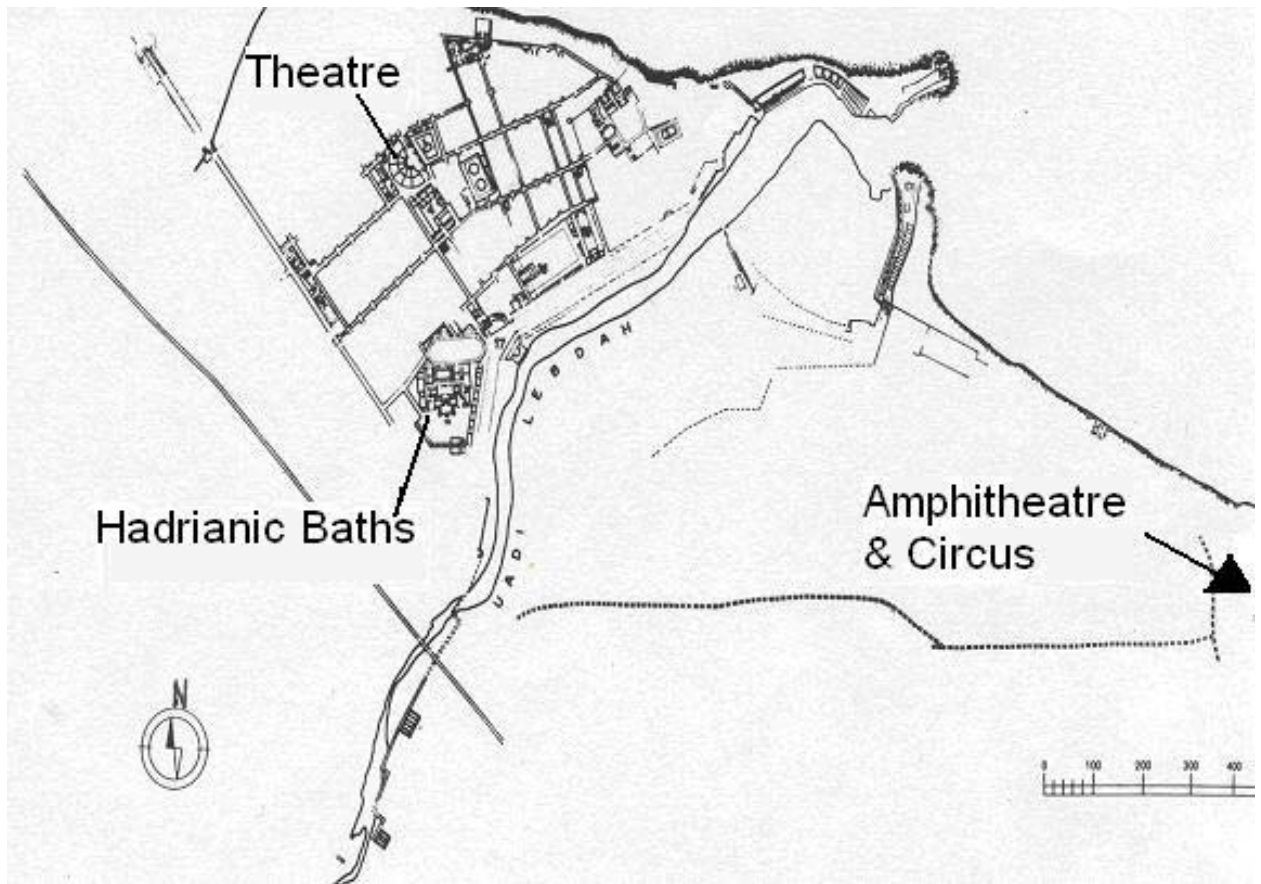 Theatre
LEBDAH
Hadrianic Baths
Amphitheatre
& Circus
UADI
N
0 100 200 300 400